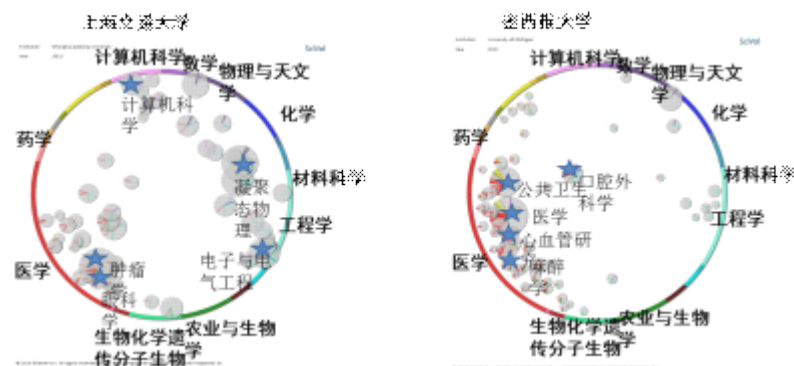 上海交通大学
密西根大学
SciVal
SciVal
计算机科学
数学
物理与天文
学
化学
材料科学
工程学
农业与生物
学
生物化学遗
传分子生物
医学
药学
计算机科
学
凝聚
态物
理
电子与电
气工程
肿瘤
学
眼科
学
计算机科学
数学
物理与天文
学
化学
材料科学
工程学
农业与生物
学
生物化学遗
传分子生物
医学
药学
口腔外
科学
公共卫生
医学
心血管研
麻醉
学